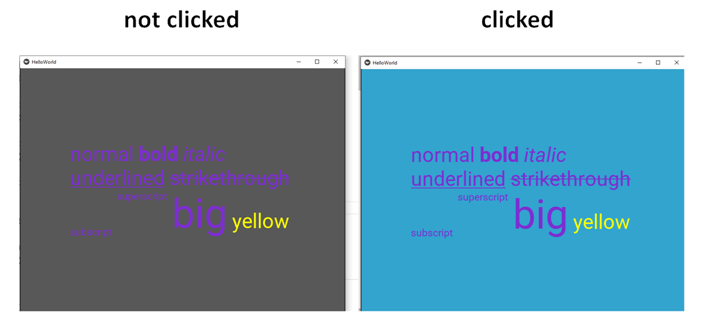 not clicked
clicked
HelloWorld
HelloWorld
normal bold italic
underlined strikethrough
superscript
big yellow
subscript
normal bold italic
underlined strikethrough
superscript
big yellow
subscript